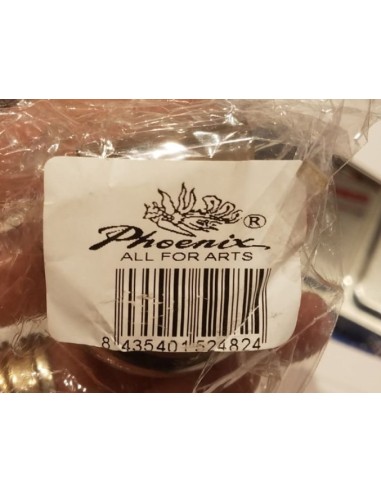 ®
Phoenix
ALL FOR ARTS
8 435401 524824